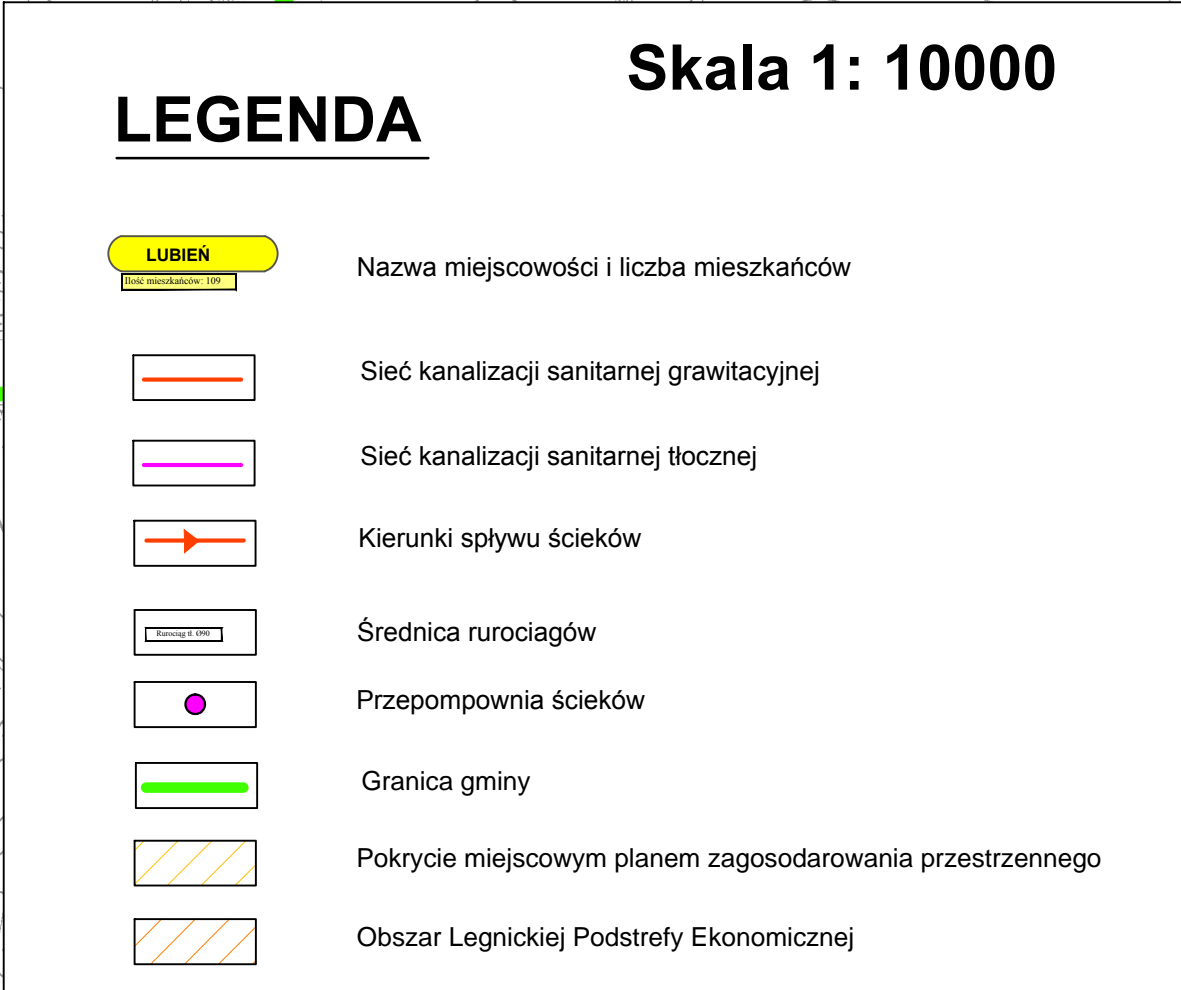 Skala 1: 10000
LEGENDA
LUBIEŃ
Ilość mieszkańców: 109
Nazwa miejscowości i liczba mieszkańców
Sieć kanalizacji sanitarnej grawitacyjnej
Sieć kanalizacji sanitarnej tłocznej
Kierunki spływu ścieków
Rurociąg tł. Ø90
Średnica rurociagów
Przepompownia ścieków
Granica gminy
Pokrycie miejscowym planem zagosodarowania przestrzennego
Obszar Legnickiej Podstrefy Ekonomicznej